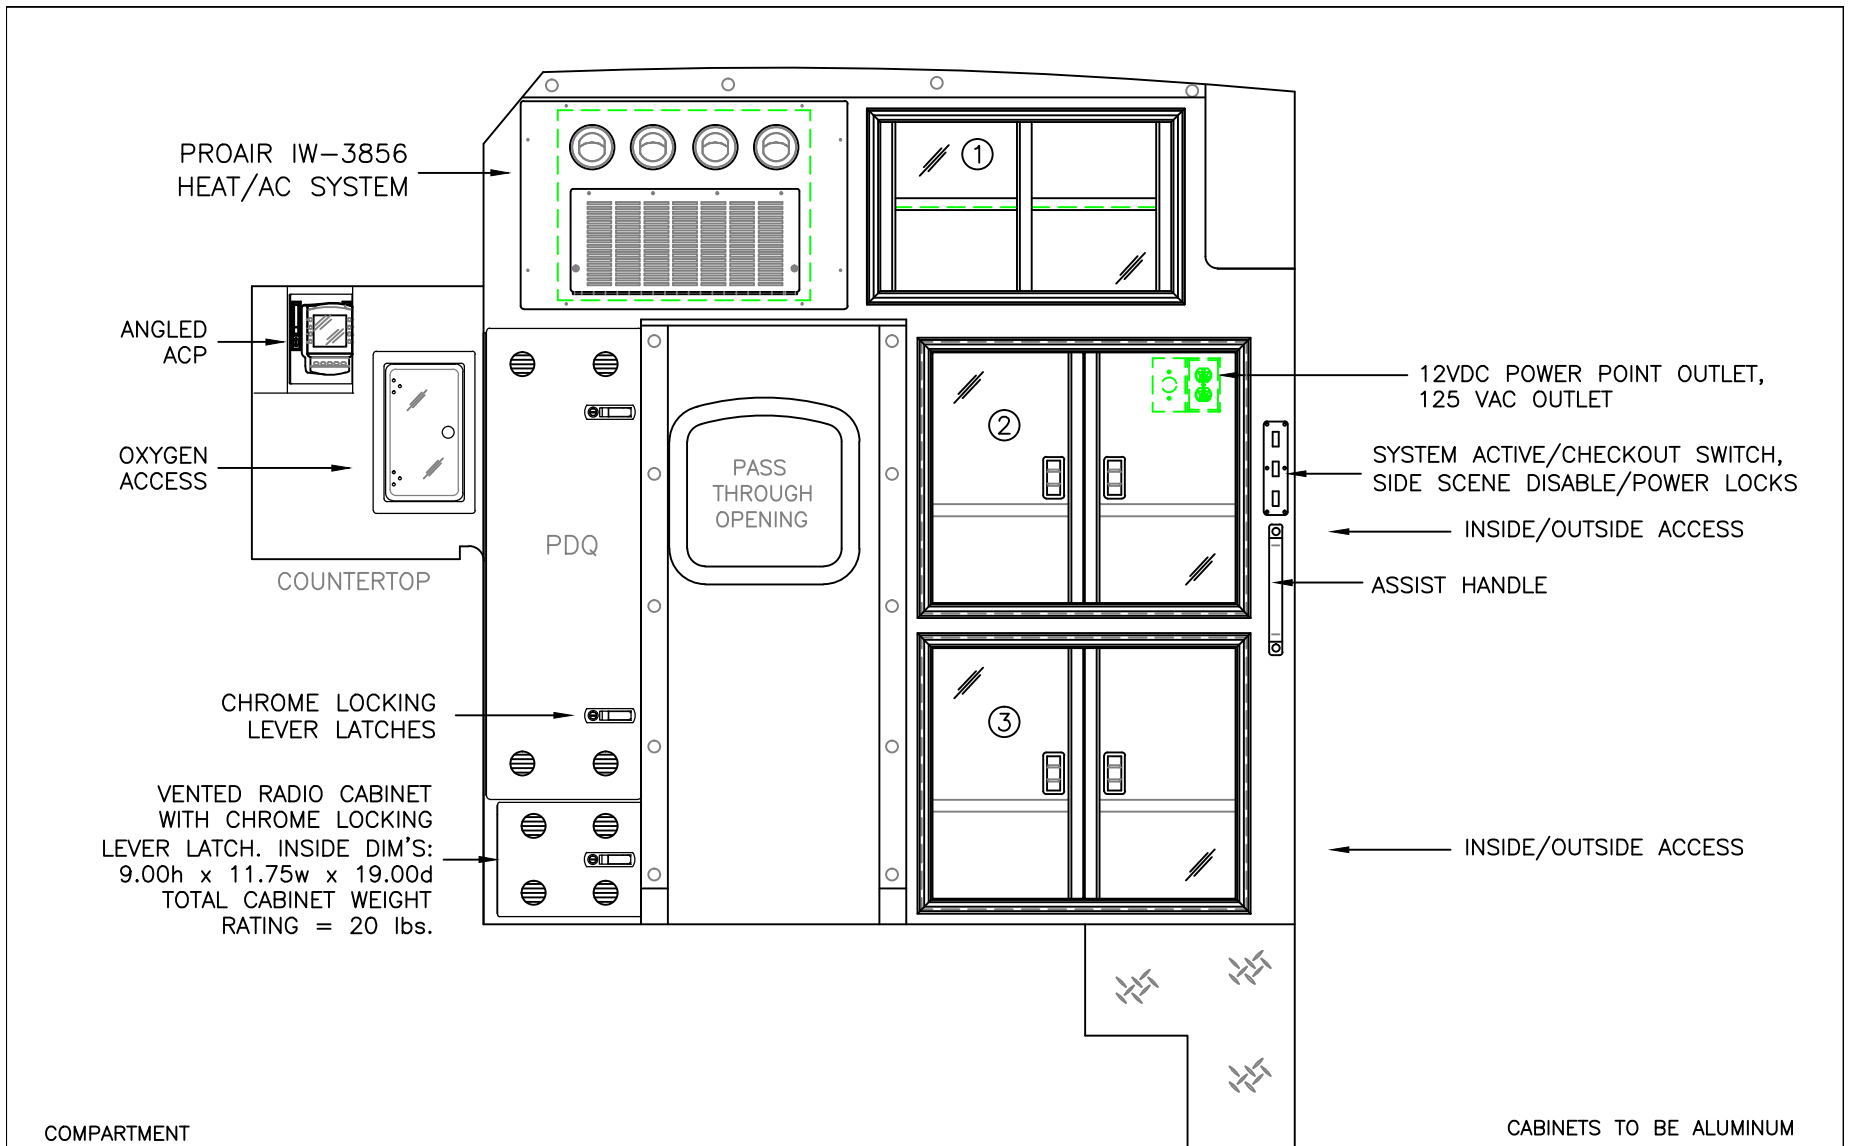 PROAIR IW-3856
HEAT/AC SYSTEM
1
ANGLED
ACP
12VDC POWER POINT OUTLET,
125 VAC OUTLET
2
OXYGEN
ACCESS
PASS
THROUGH
OPENING
SYSTEM ACTIVE/CHECKOUT SWITCH,
SIDE SCENE DISABLE/POWER LOCKS
INSIDE/OUTSIDE ACCESS
PDQ
COUNTERTOP
ASSIST HANDLE
CHROME LOCKING
LEVER LATCHES
3
VENTED RADIO CABINET
WITH CHROME LOCKING
LEVER LATCH. INSIDE DIM'S:
9.00h x 11.75w x 19.00d
TOTAL CABINET WEIGHT
RATING = 20 lbs.
INSIDE/OUTSIDE ACCESS
COMPARTMENT
CABINETS TO BE ALUMINUM